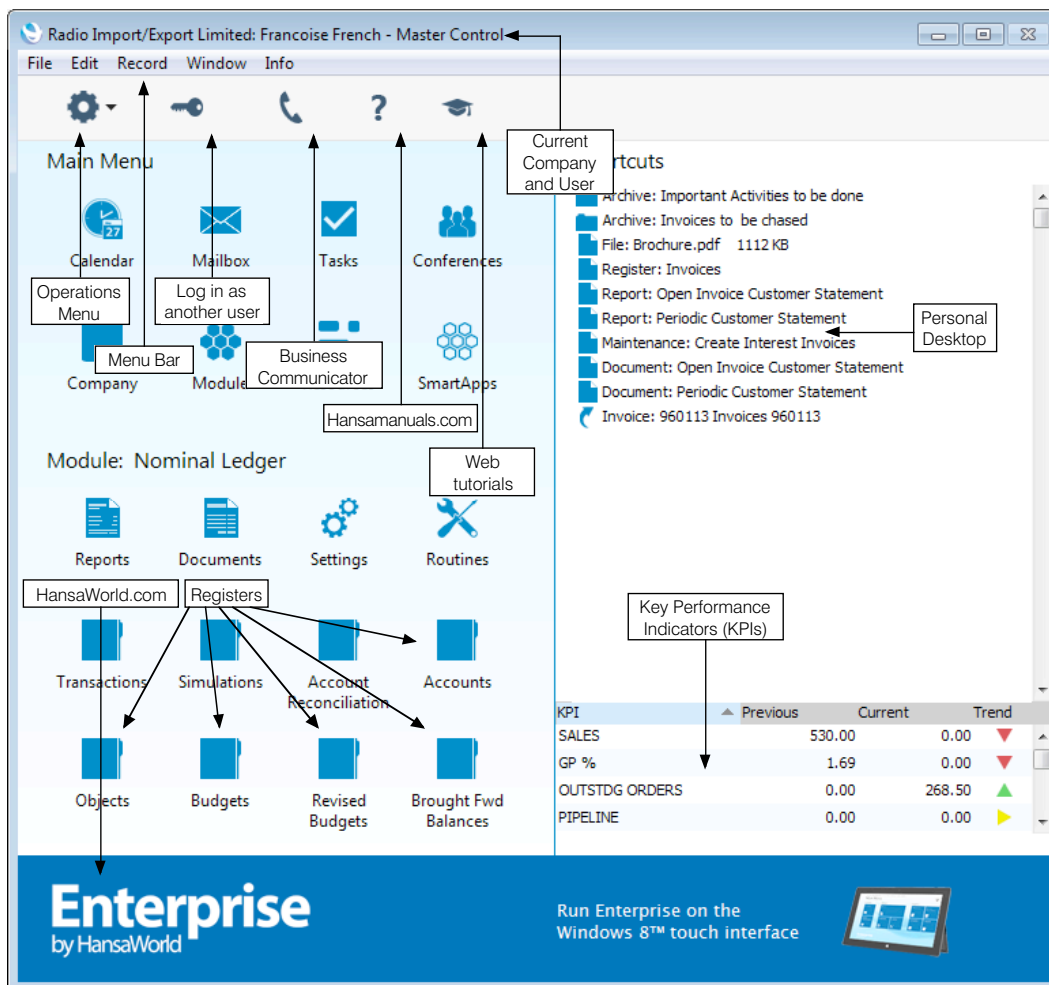 Radio Import/Export Limited: Francoise French - Master Control
File Edit Record Window Info
Current
Company
and User
Main Menu
rtcuts
Calendar Mailbox Tasks Conferences
27
Operations
Menu
Log in as
another user
Menu Bar
Business
Communicator
Company Module SmartApps
Hansamanuals.com
Web
tutorials
Archive: Important Activities to be done
Archive: Invoices to be chased
File: Brochure.pdf 1112 KB
Register: Invoices
Report: Open Invoice Customer Statement
Report: Periodic Customer Statement
Maintenance: Create Interest Invoices
Document: Open Invoice Customer Statement
Document: Periodic Customer Statement
Invoice: 960113 Invoices 960113
Personal
Desktop
Module: Nominal Ledger
Reports Documents Settings Routines
HansaWorld.com
Registers
Transactions Simulations Account Reconciliation Accounts
Objects Budgets Revised Budgets Brought Fwd Balances
Key Performance
Indicators (KPIs)
KPI Previous Current Trend
SALES 530.00 0.00
GP % 1.69 0.00
OUTSTDG ORDERS 0.00 268.50
PIPELINE 0.00 0.00
Enterprise
by HansaWorld
Run Enterprise on the
Windows 8™ touch interface